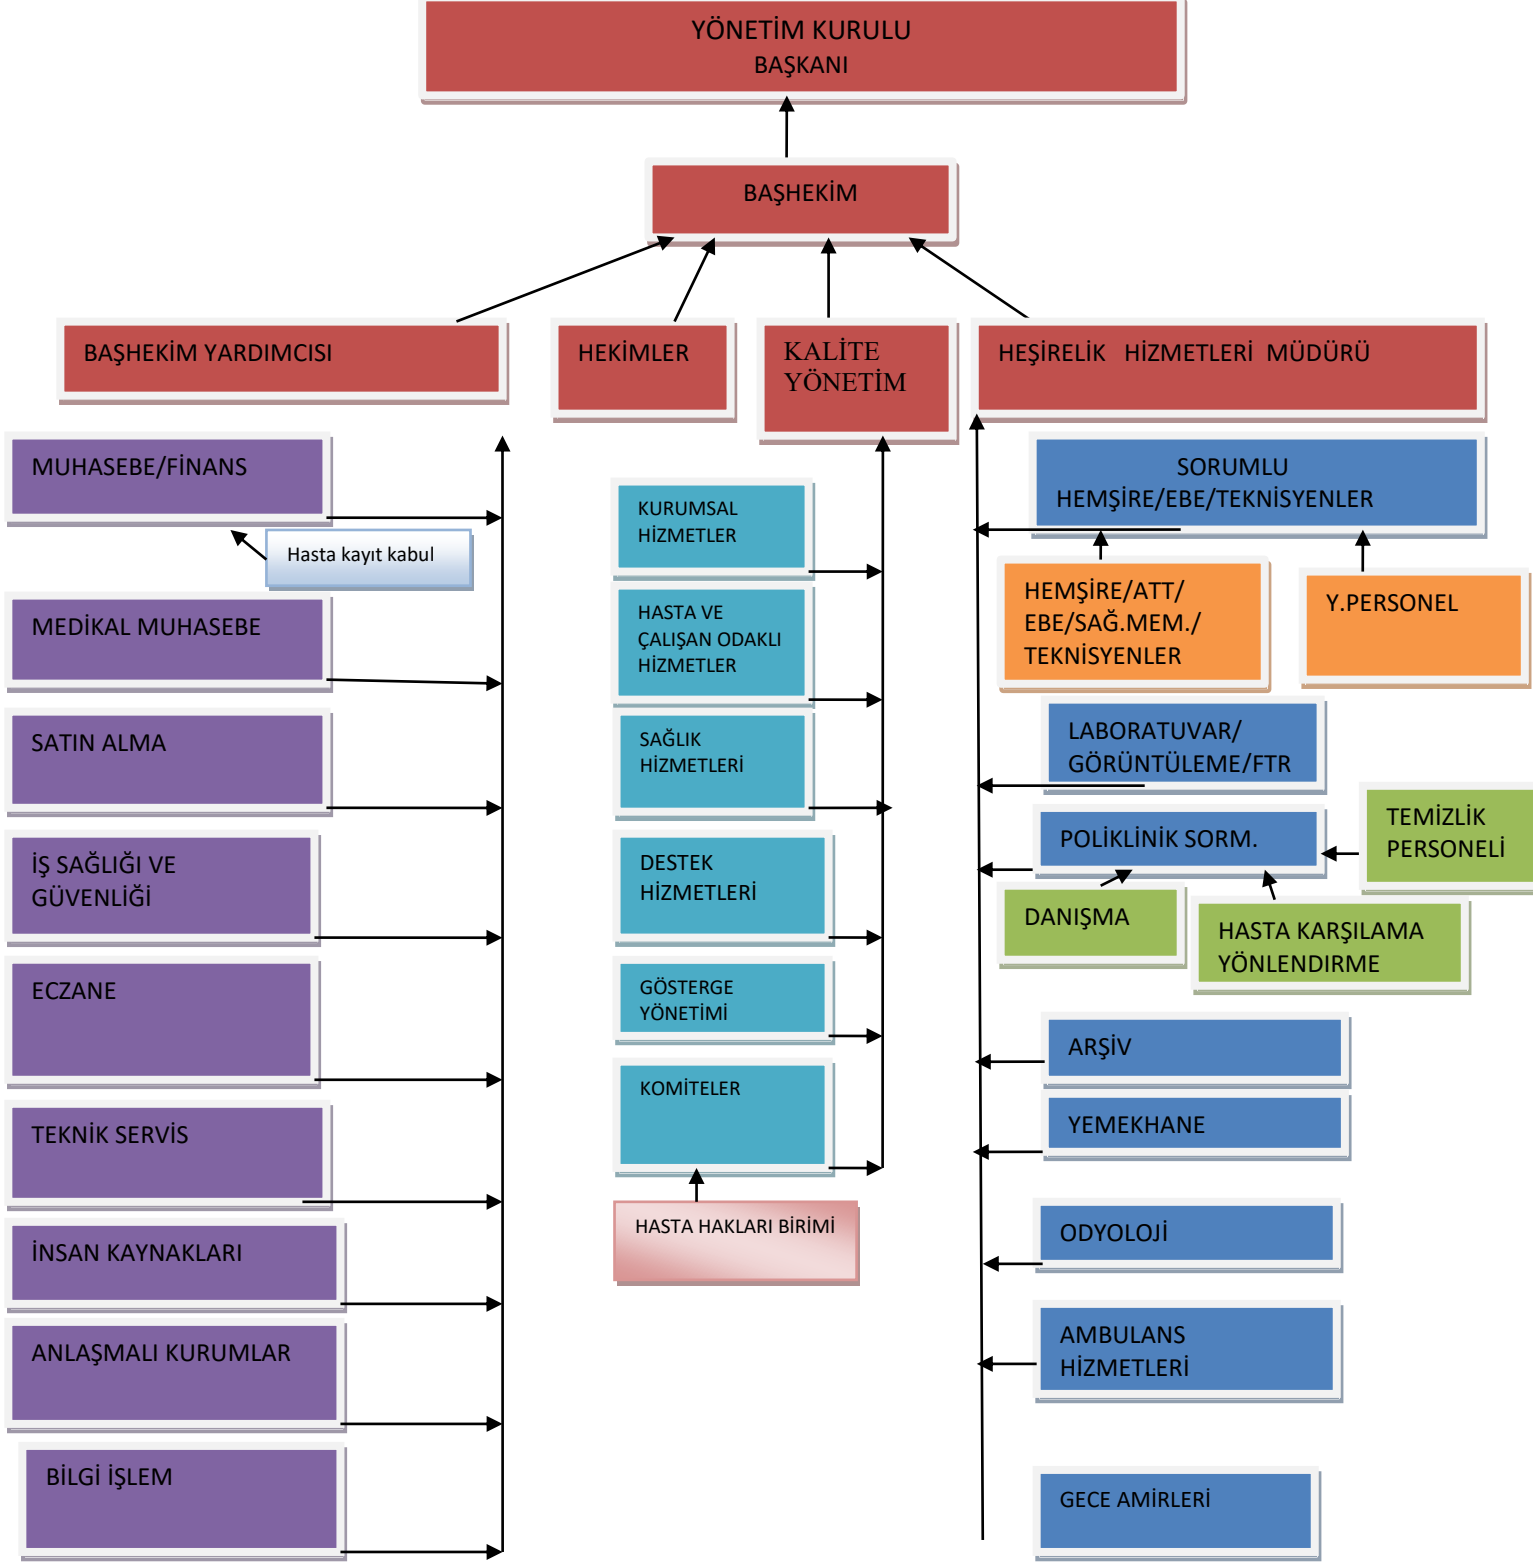 YÖNETİM KURULU
BAŞKANI
BAŞHEKİM
BAŞHEKİM YARDIMCISI
HEKİMLER
KALİTE
YÖNETİM
HEŞİRELİK HİZMETLERİ MÜDÜRÜ
MUHASEBE/FİNANS
Hasta kayıt kabul
MEDİKAL MUHASEBE
SATIN ALMA
İŞ SAĞLIĞI VE
GÜVENLİĞİ
ECZANE
TEKNİK SERVİS
İNSAN KAYNAKLARI
ANLAŞMALI KURUMLAR
BİLGİ İŞLEM
KURUMSAL
HİZMETLER
HASTA VE
ÇALIŞAN ODAKLI
HİZMETLER
SAĞLIK
HİZMETLERİ
DESTEK
HİZMETLERİ
GÖSTERGE
YÖNETİMİ
KOMİTELER
HASTA HAKLARI BİRİMİ
SORUMLU
HEMŞİRE/EBE/TEKNİSYENLER
HEMŞİRE/ATT/
EBE/SAĞ.MEM./
TEKNİSYENLER
Y.PERSONEL
LABORATUVAR/
GÖRÜNTÜLEME/FTR
POLİKLİNİK SORM.
TEMİZLİK
PERSONELİ
DANIŞMA
HASTA KARŞILAMA
YÖNLENDİRME
ARŞİV
YEMEKHANE
ODYOLOJİ
AMBULANS
HİZMETLERİ
GECE AMİRLERİ